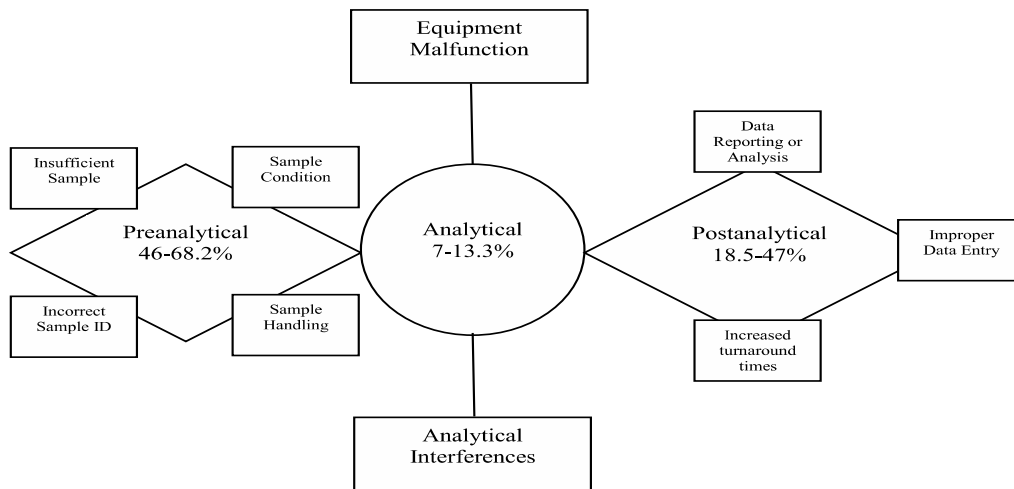 Equipment
Malfunction
Insufficient
Sample
Sample
Condition
Preanalytical
46-68.2%
Incorrect
Sample ID
Sample
Handling
Analytical
7-13.3%
Data
Reporting or
Analysis
Postanalytical
18.5-47%
Improper
Data Entry
Increased
turnaround
times
Analytical
Interferences